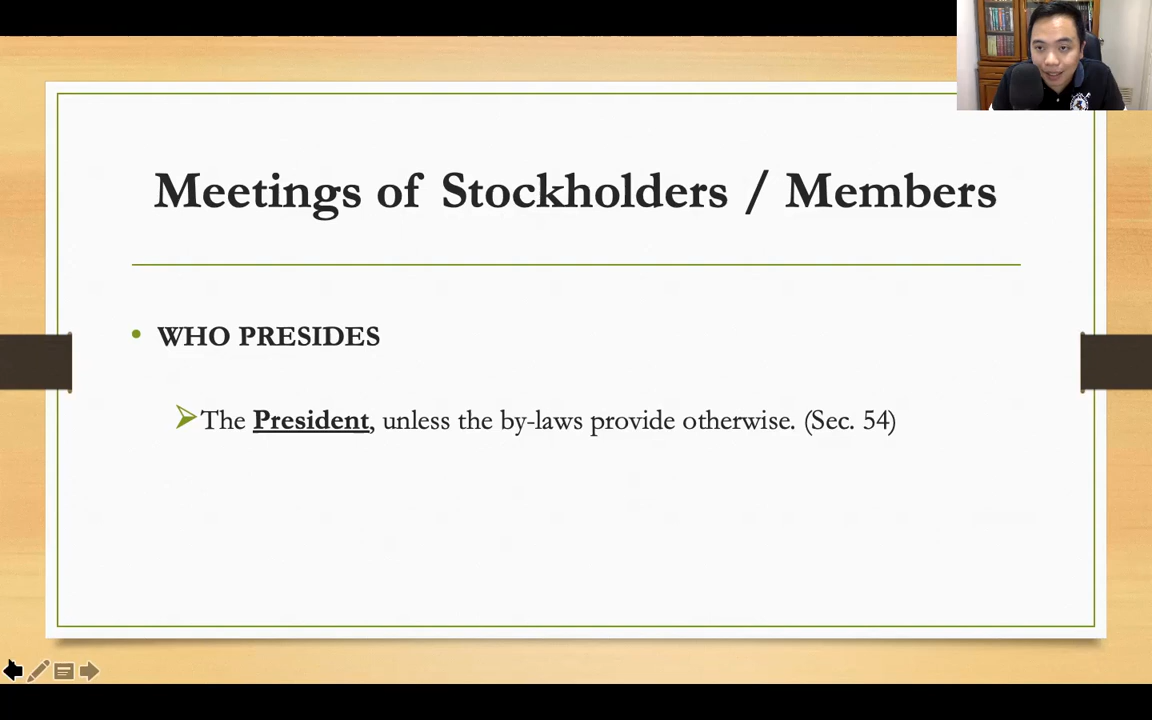 Meetings of Stockholders / Members
WHO PRESIDES
The President, unless the by-laws provide otherwise. (Sec. 54)